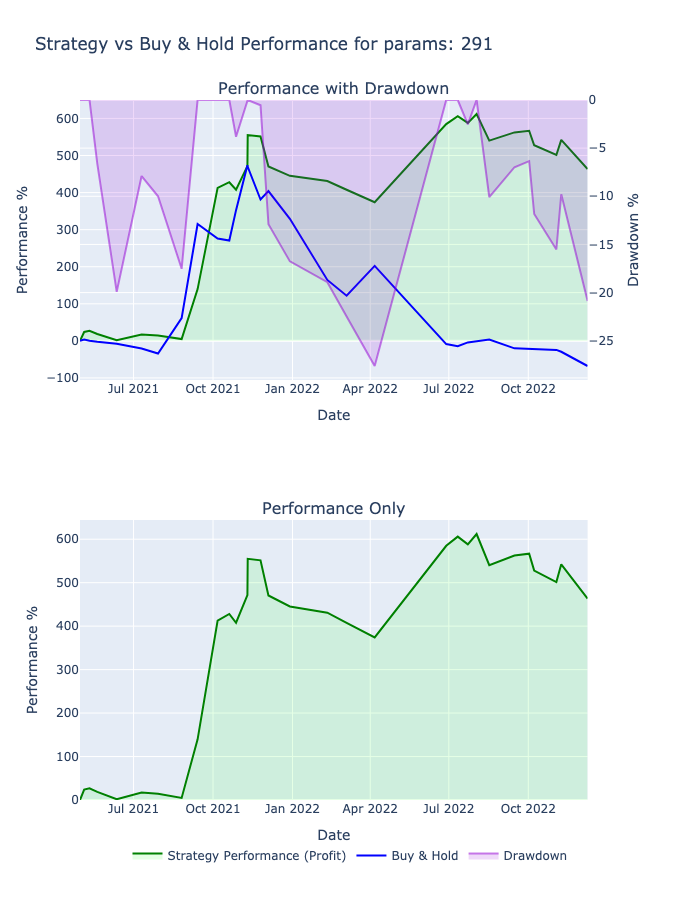 Strategy vs Buy & Hold Performance for params: 291
Performance with Drawdown
600
500
400
300
200
100
0
−100
0
−5
−10
−15
−20
−25
Performance %
Drawdown %
Jul 2021 Oct 2021 Jan 2022 Apr 2022 Jul 2022 Oct 2022
Date
Performance Only
600
500
400
300
200
100
0
Performance %
Jul 2021 Oct 2021 Jan 2022 Apr 2022 Jul 2022 Oct 2022
Date
Strategy Performance (Profit) Buy & Hold Drawdown